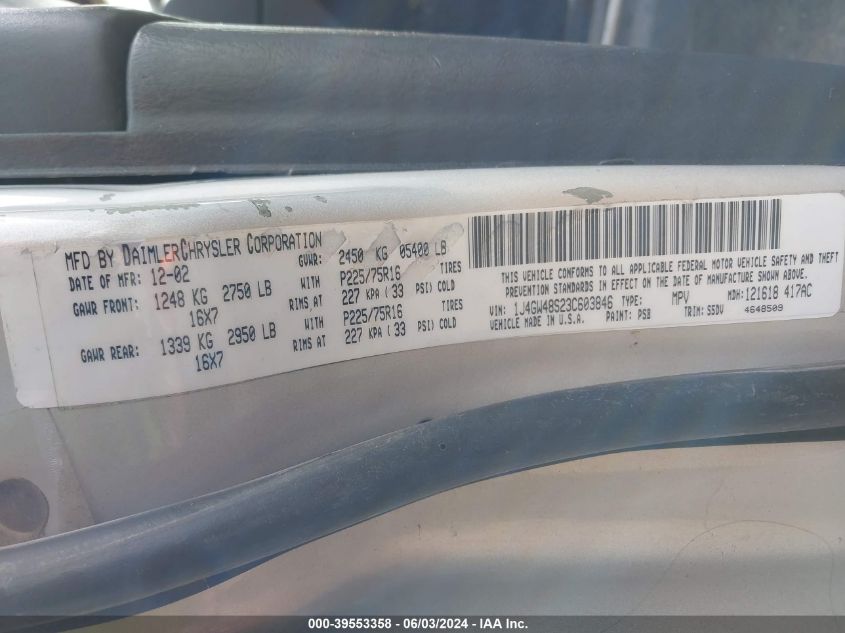 MFD BY DAIMLERCHRYSLER CORPORATION
DATE OF MFR: 12-02 GVWR: 2450 KG 05400 LB
GAWR FRONT: 1248 KG 2750 LB WITH P225/75R16 TIRES
16X7 RIMS AT 227 KPA ( 33 PSI) COLD
GAWR REAR: 1339 KG 2950 LB WITH P225/75R16 TIRES
16X7 RIMS AT 227 KPA ( 33 PSI) COLD
THIS VEHICLE CONFORMS TO ALL APPLICABLE FEDERAL MOTOR VEHICLE SAFETY AND THEFT
PREVENTION STANDARDS IN EFFECT ON THE DATE OF MANUFACTURE SHOWN ABOVE
VIN: 1J4GW48S23C603846 TYPE: MPV MDH: 121618 417AC
VEHICLE MADE IN U.S.A. PAINT: PSB TRIM: S5DV 4648509
000-39553358 - 06/03/2024 - IAA Inc.